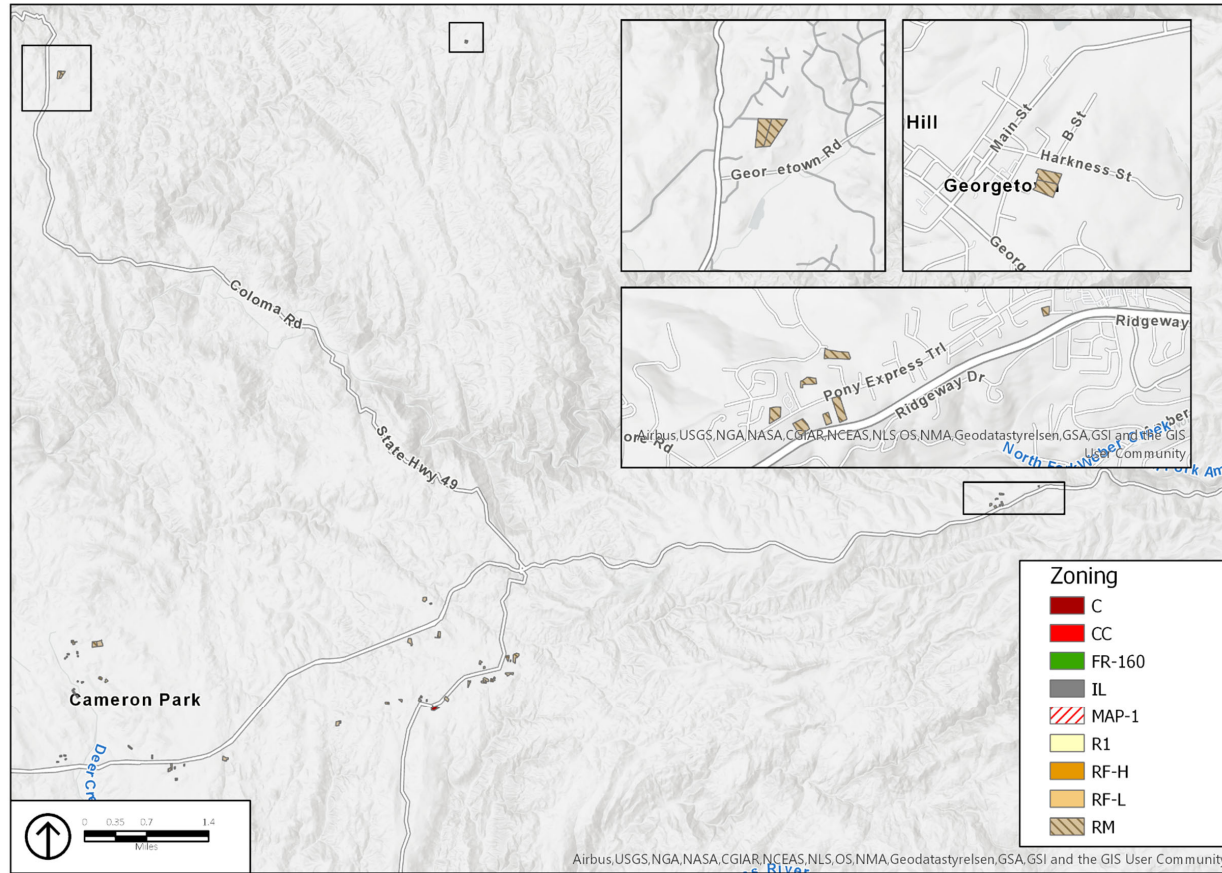 Hill
Main St
B St
Harkness St
Georgeto
Georg
Geor etown Rd
Ridgeway
Pony Express Trl
Ridgeway Dr
one Rd
Airbus,USGS,NGA,NASA,CGIAR,NCEAS,NLS,OS,NMA,Geodatastyrelsen,GSA,GSI and the GIS
User Community
North Fork Weber Creek
Coloma Rd
State Hwy 49
Cameron Park
Deer Cr
Zoning
C
CC
FR-160
IL
MAP-1
R1
RF-H
RF-L
RM
0 0.35 0.7 1.4
Miles
Airbus,USGS,NGA,NASA,CGIAR,NCEAS,NLS,OS,NMA,Geodatastyrelsen,GSA,GSI and the GIS User Community
River